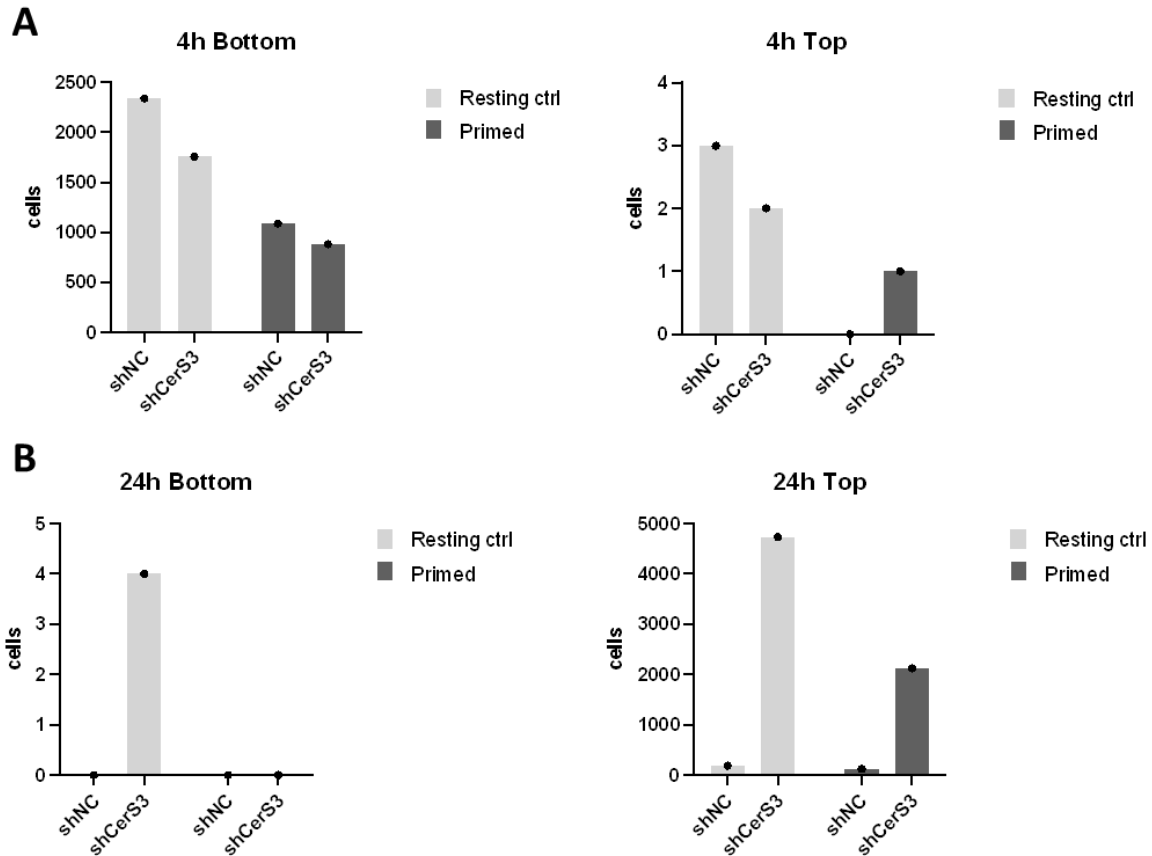 A
4h Bottom
2500
2000
1500
1000
500
0
cells
shNC
shCerS3
shNC
shCerS3
Resting ctrl
Primed
4h Top
4
3
2
1
0
cells
shNC
shCerS3
shNC
shCerS3
Resting ctrl
Primed
B
24h Bottom
5
4
3
2
1
0
cells
shNC
shCerS3
shNC
shCerS3
Resting ctrl
Primed
24h Top
5000
4000
3000
2000
1000
0
cells
shNC
shCerS3
shNC
shCerS3
Resting ctrl
Primed